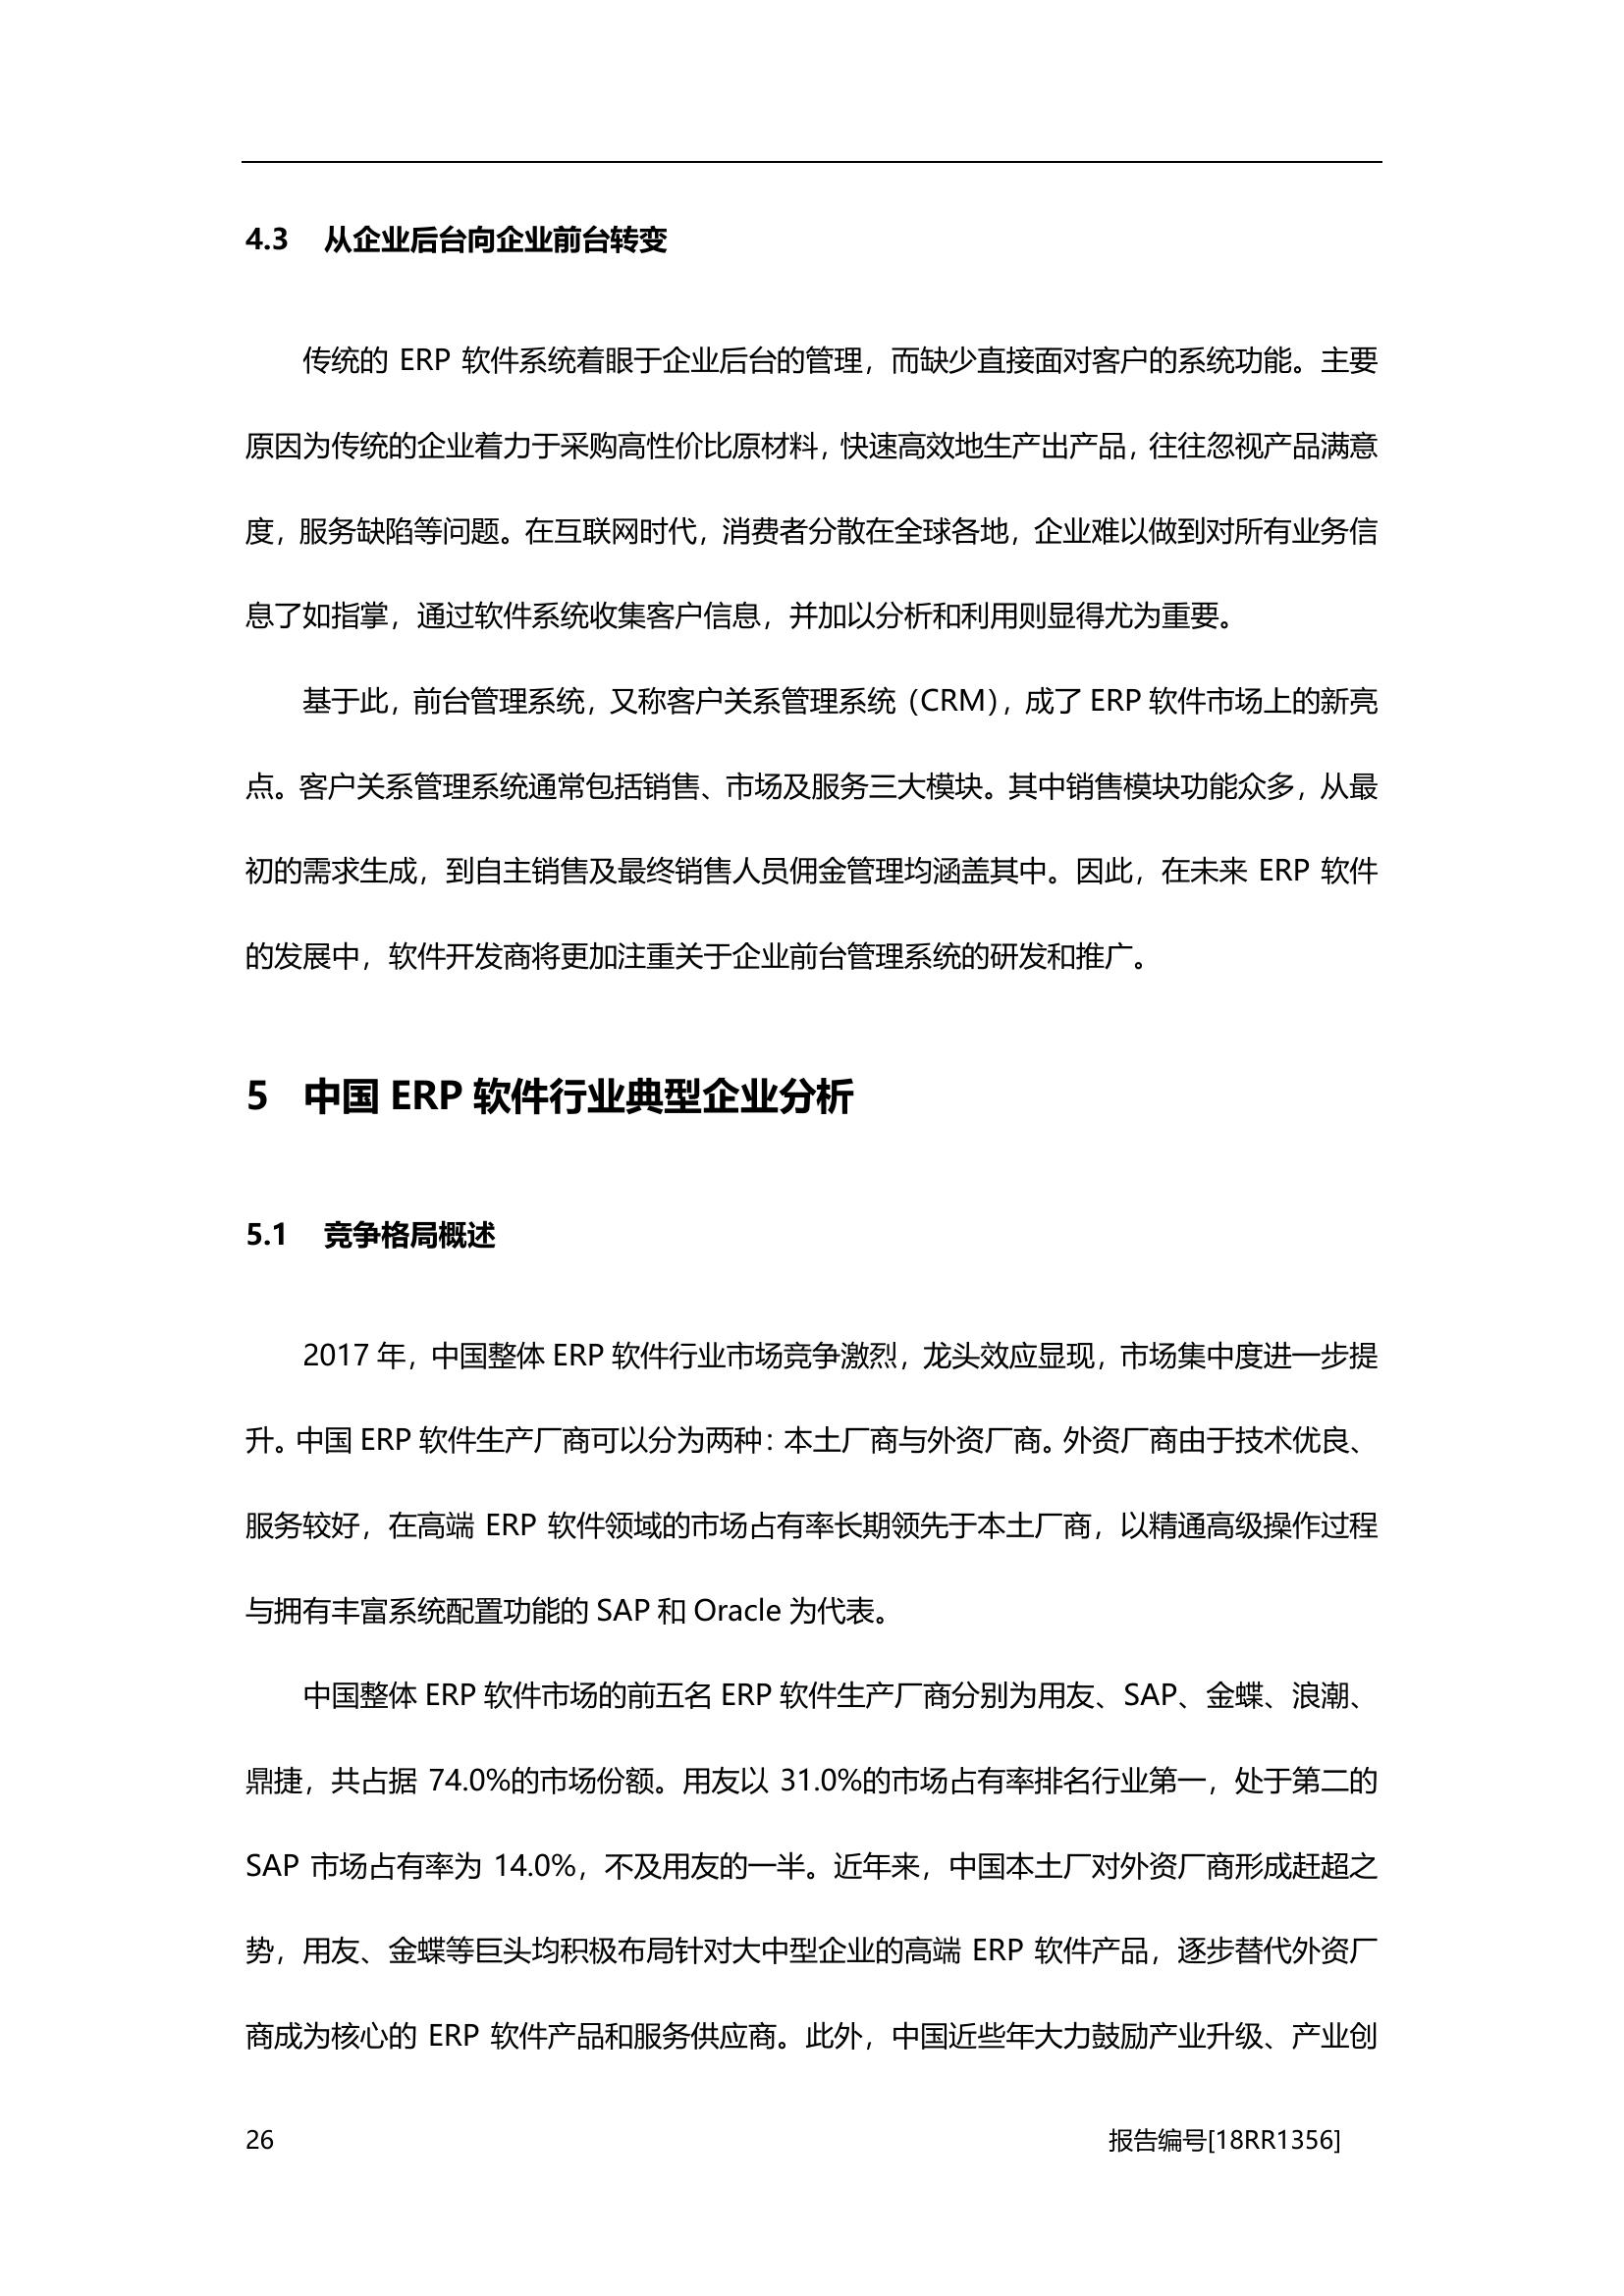 4.3 从企业后台向企业前台转变
传统的 ERP 软件系统着眼于企业后台的管理，而缺少直接面对客户的系统功能。主要
原因为传统的企业着力于采购高性价比原材料，快速高效地生产出产品，往往忽视产品满意
度，服务缺陷等问题。在互联网时代，消费者分散在全球各地，企业难以做到对所有业务信
息了如指掌，通过软件系统收集客户信息，并加以分析和利用则显得尤为重要。
基于此，前台管理系统，又称客户关系管理系统（CRM），成了 ERP 软件市场上的新亮
点。客户关系管理系统通常包括销售、市场及服务三大模块。其中销售模块功能众多，从最
初的需求生成，到自主销售及最终销售人员佣金管理均涵盖其中。因此，在未来 ERP 软件
的发展中，软件开发商将更加注重关于企业前台管理系统的研发和推广。
5 中国 ERP 软件行业典型企业分析
5.1 竞争格局概述
2017 年，中国整体 ERP 软件行业市场竞争激烈，龙头效应显现，市场集中度进一步提
升。中国 ERP 软件生产厂商可以分为两种：本土厂商与外资厂商。外资厂商由于技术优良、
服务较好，在高端 ERP 软件领域的市场占有率长期领先于本土厂商，以精通高级操作过程
与拥有丰富系统配置功能的 SAP 和 Oracle 为代表。
中国整体 ERP 软件市场的前五名 ERP 软件生产厂商分别为用友、SAP、金蝶、浪潮、
鼎捷，共占据 74.0%的市场份额。用友以 31.0%的市场占有率排名行业第一，处于第二的
SAP 市场占有率为 14.0%，不及用友的一半。近年来，中国本土厂对外资厂商形成赶超之
势，用友、金蝶等巨头均积极布局针对大中型企业的高端 ERP 软件产品，逐步替代外资厂
商成为核心的 ERP 软件产品和服务供应商。此外，中国近些年大力鼓励产业升级、产业创
26 报告编号[18RR1356]